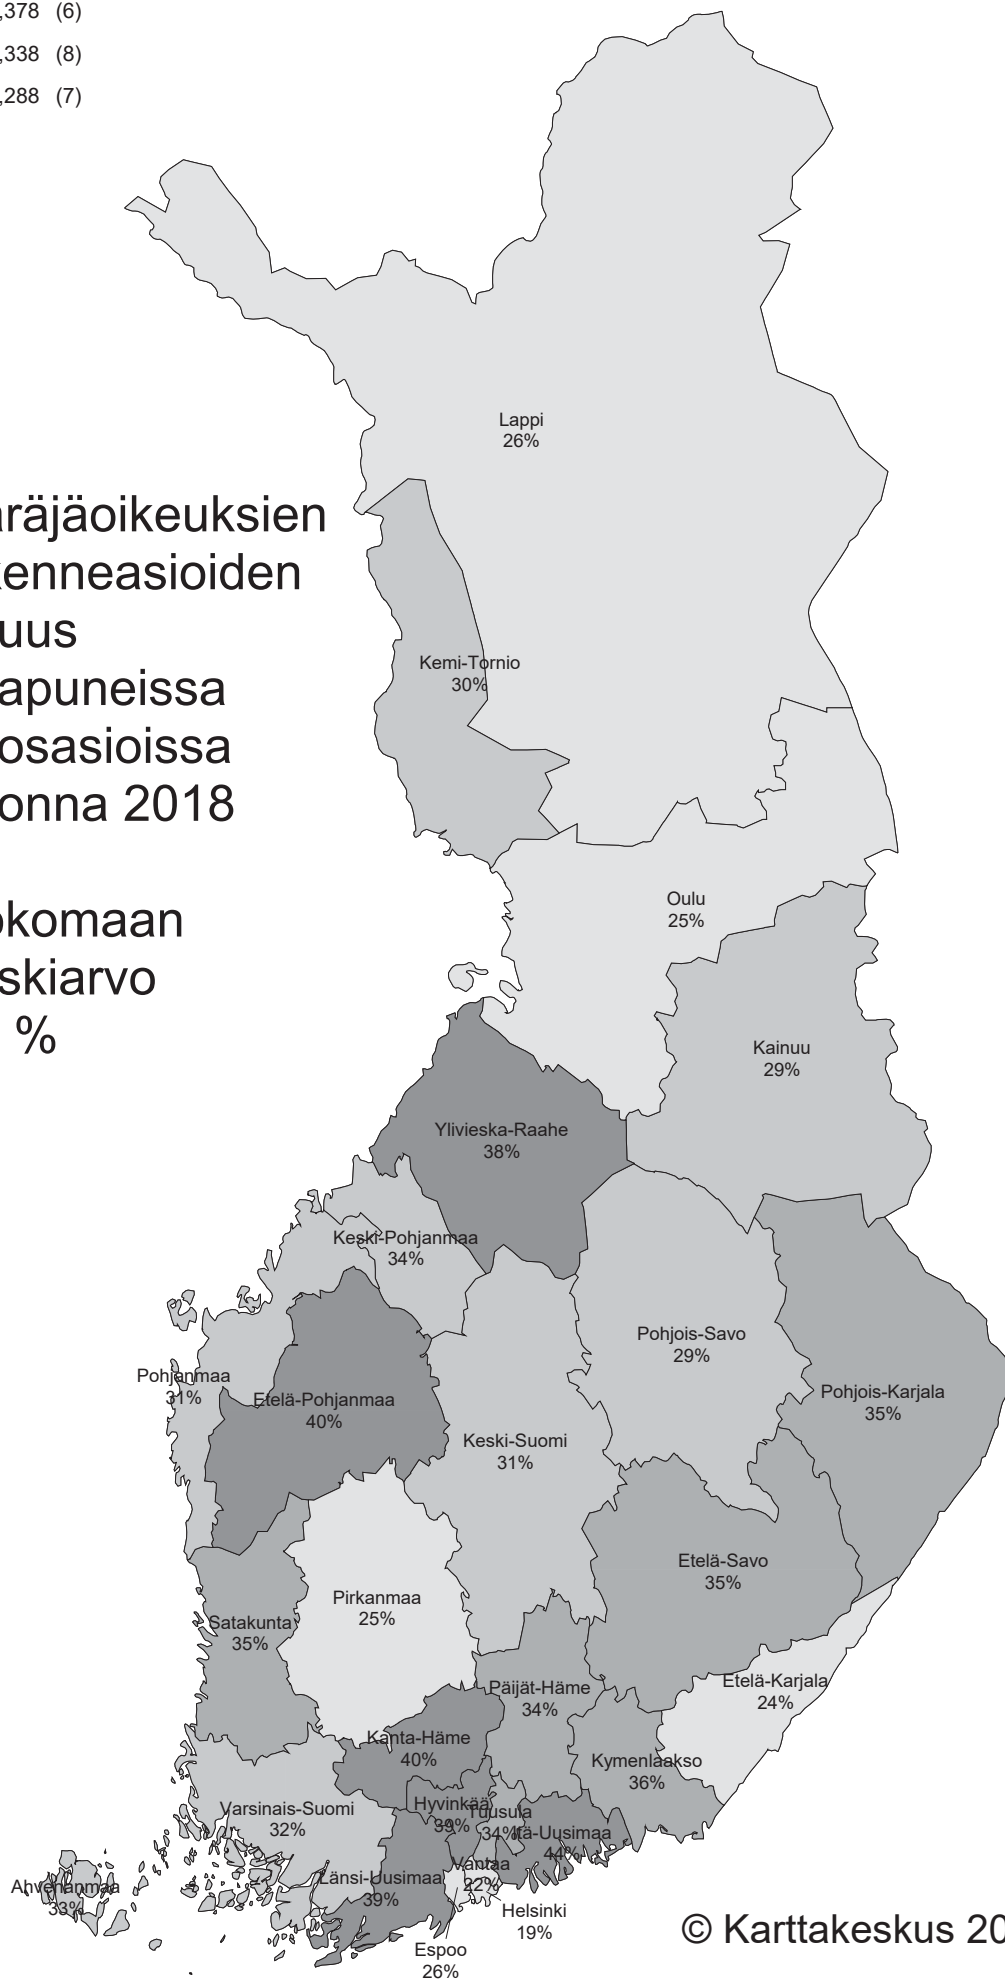 ,378 (6)
,338 (8)
,288 (7)
Lappi
26%
räjäoikeuksien
enneasioiden
uus
apuneissa
osasioissa
onna 2018
Kemi-Tornio
30%
Oulu
25%
komaan
skiarvo
%
Kainuu
29%
Ylivieska-Raahe
38%
Keski-Pohjanmaa
34%
Pohjois-Savo
29%
Pohjanmaa
31%
Etelä-Pohjanmaa
40%
Pohjois-Karjala
35%
Keski-Suomi
31%
Etelä-Savo
35%
Pirkanmaa
25%
Satakunta
35%
Etelä-Karjala
24%
Päijät-Häme
34%
Kanta-Häme
40%
Kymenlaakso
36%
Hyvinkää
39%
Tuusula
34%
Varsinais-Suomi
32%
Itä-Uusimaa
44%
Vantaa
22%
Länsi-Uusimaa
39%
Ahvenanmaa
33%
Helsinki
19%
Espoo
26%
© Karttakeskus 20